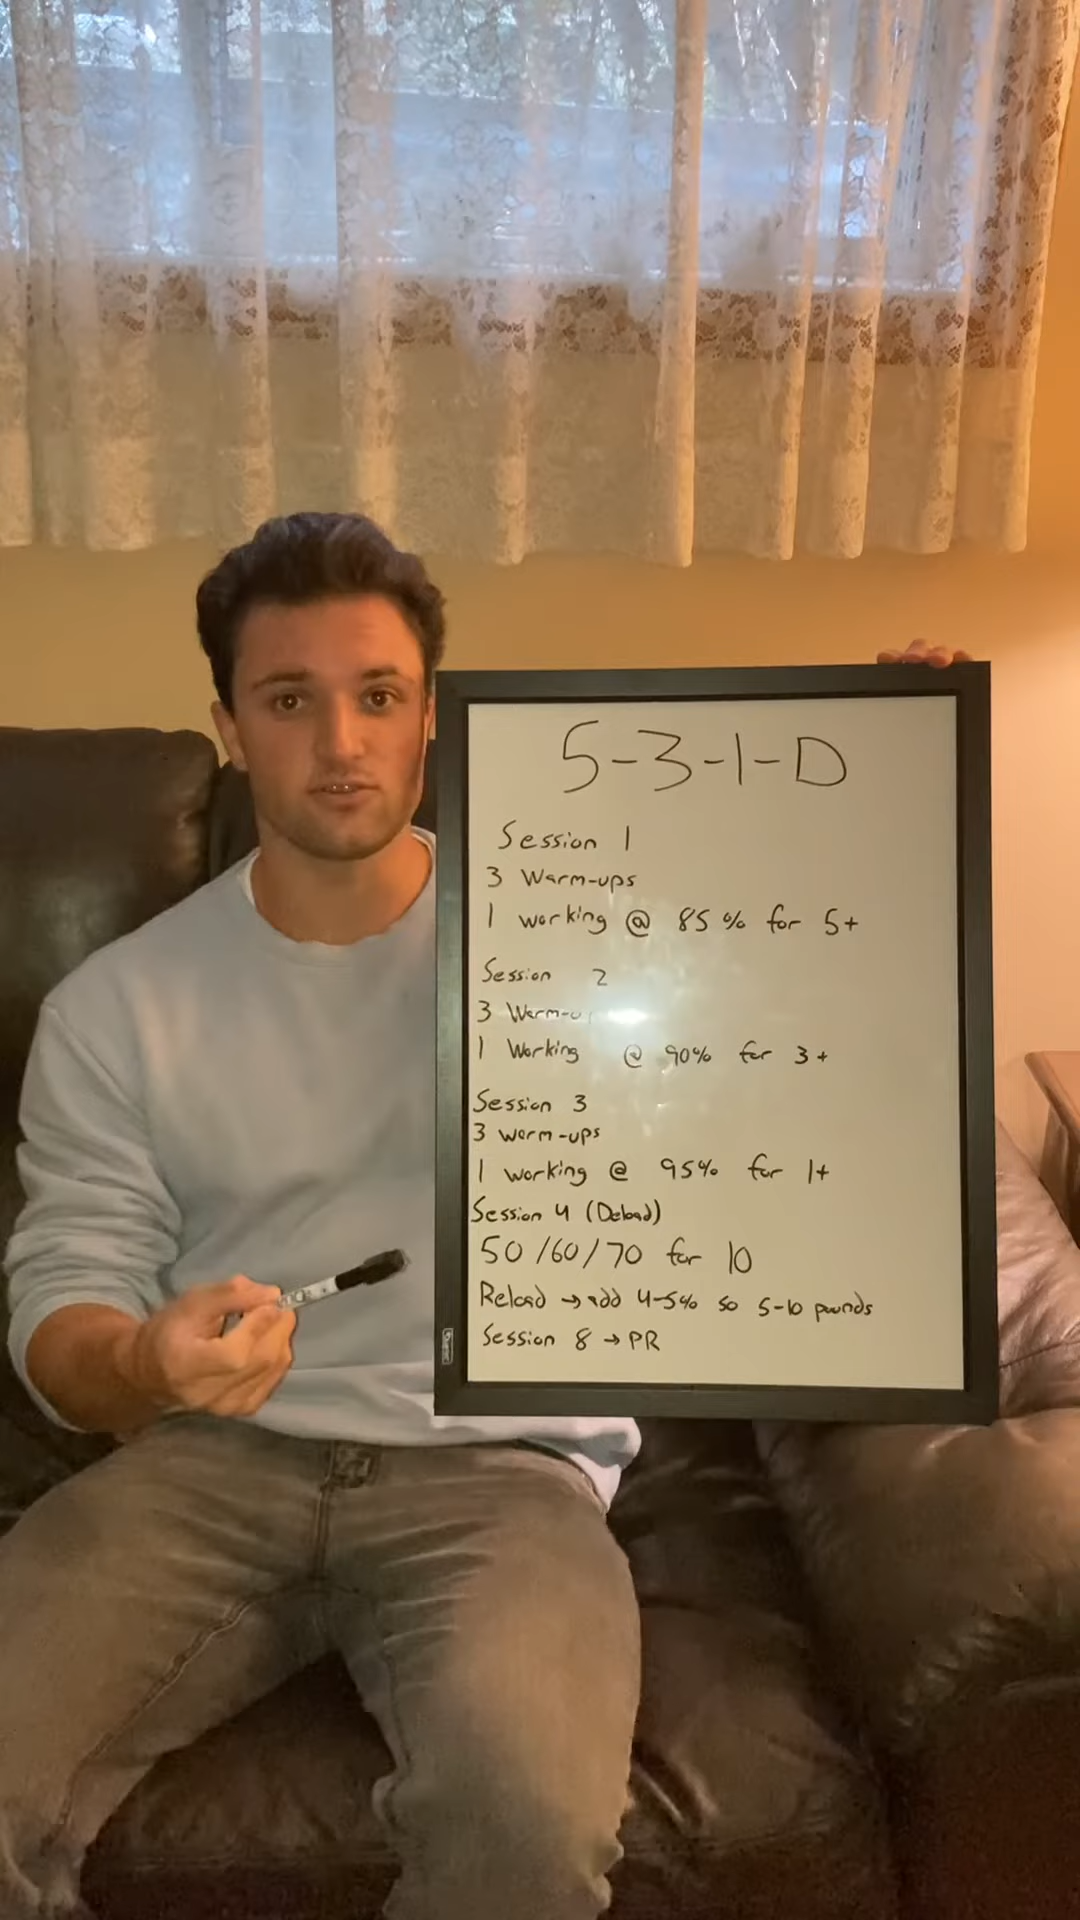 5-3-1-D
Session 1
3 Warm-ups
1 working @ 85% for 5+
Session 2
3 Warm-u
1 Working @ 90% for 3+
Session 3
3 warm-ups
1 working @ 95% for 1+
Session 4 (Deload)
50/60/70 for 10
Reload → add 4-5% so 5-10 pounds
Session 8 → PR